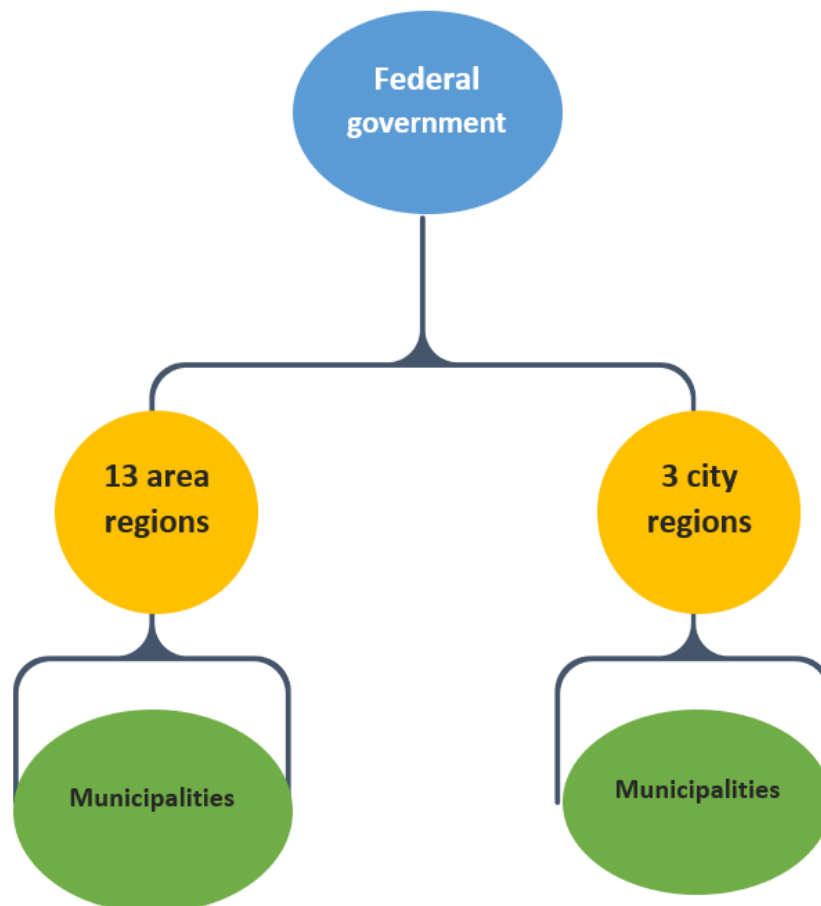 Federal
government
13 area
regions
3 city
regions
Municipalities
Municipalities